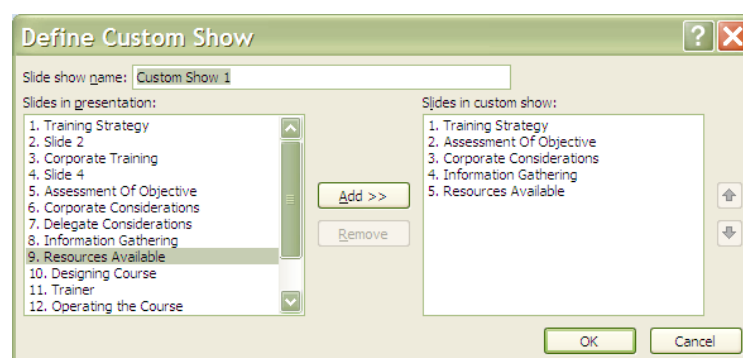 Define Custom Show
Slide show name: Custom Show 1
Slides in presentation:
1. Training Strategy
2. Slide 2
3. Corporate Training
4. Slide 4
5. Assessment Of Objective
6. Corporate Considerations
7. Delegate Considerations
8. Information Gathering
9. Resources Available
10. Designing Course
11. Trainer
12. Operating the Course
Add >>
Remove
Slides in custom show:
1. Training Strategy
2. Assessment Of Objective
3. Corporate Considerations
4. Information Gathering
5. Resources Available
OK
Cancel